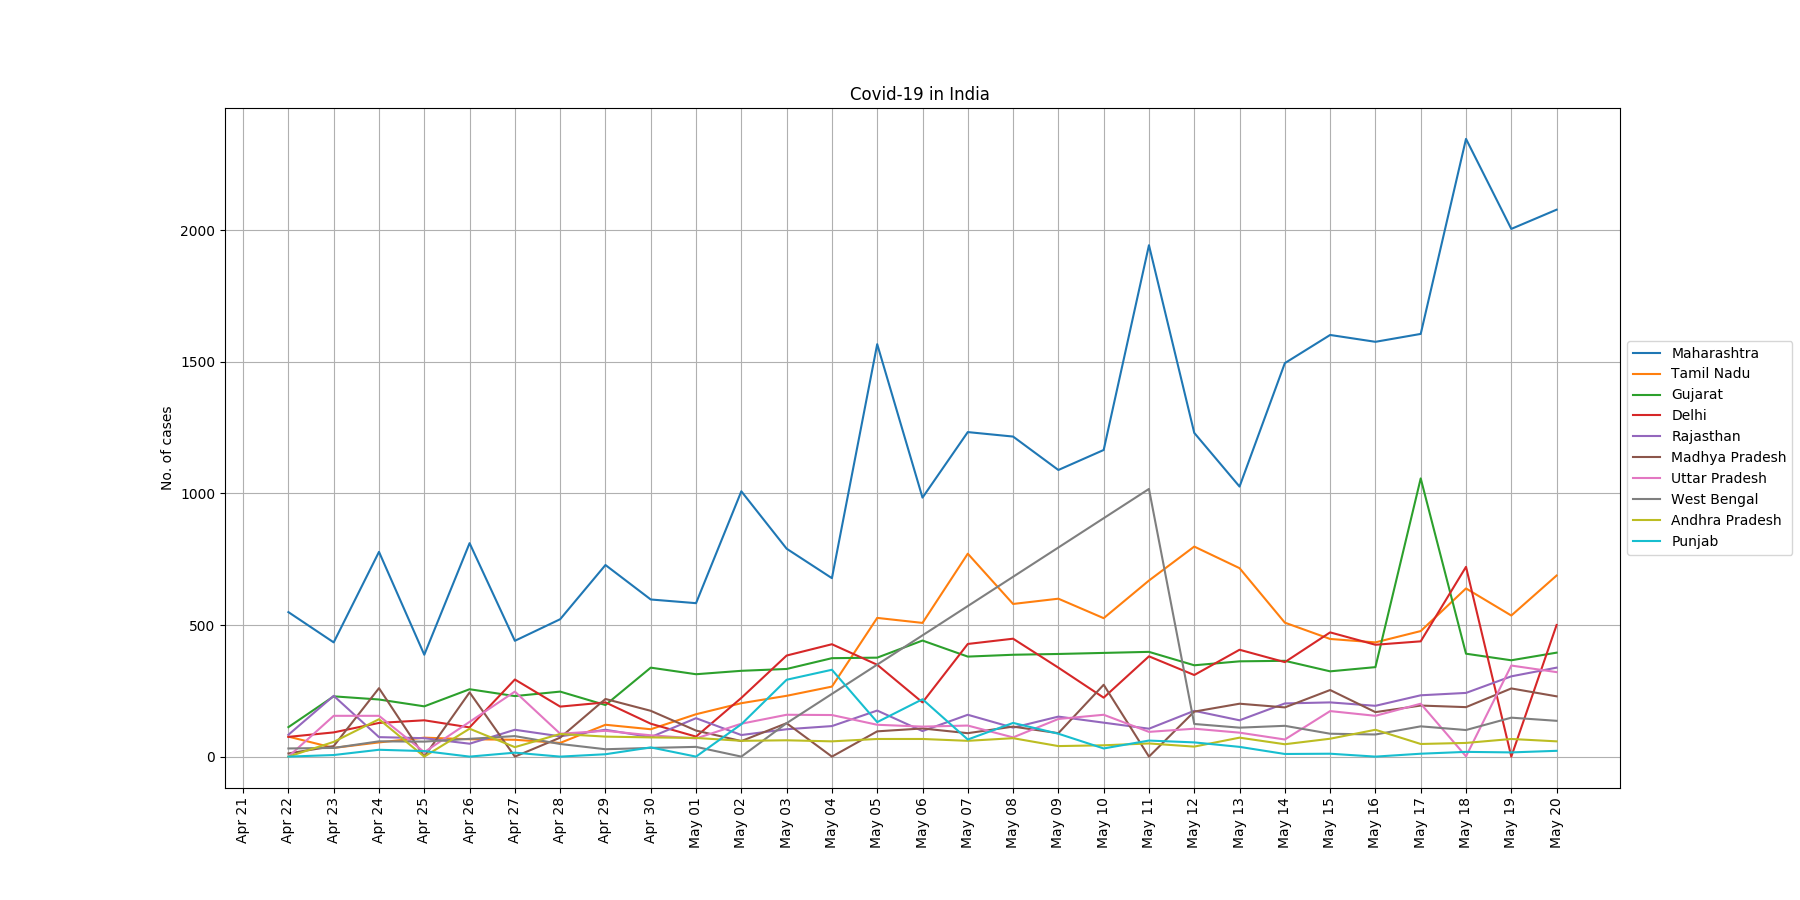 Covid-19 in India
No. of cases
2000
1500
1000
500
0
Apr 21
Apr 22
Apr 23
Apr 24
Apr 25
Apr 26
Apr 27
Apr 28
Apr 29
Apr 30
May 01
May 02
May 03
May 04
May 05
May 06
May 07
May 08
May 09
May 10
May 11
May 12
May 13
May 14
May 15
May 16
May 17
May 18
May 19
May 20
Maharashtra
Tamil Nadu
Gujarat
Delhi
Rajasthan
Madhya Pradesh
Uttar Pradesh
West Bengal
Andhra Pradesh
Punjab